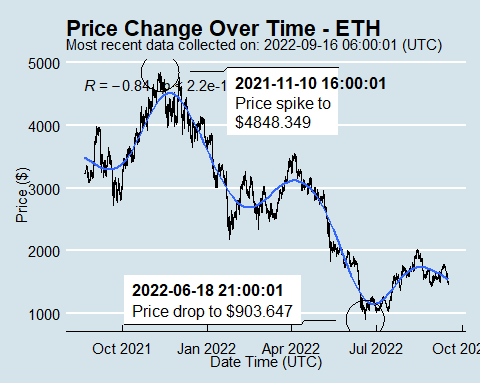 Price Change Over Time - ETH
Most recent data collected on: 2022-09-16 06:00:01 (UTC)
5000
4000
3000
2000
1000
Price ($)
R = −0.84
2.2e-1
2021-11-10 16:00:01
Price spike to
$4848.349
2022-06-18 21:00:01
Price drop to $903.647
Oct 2021
Jan 2022
Apr 2022
Jul 2022
Oct 202
Date Time (UTC)